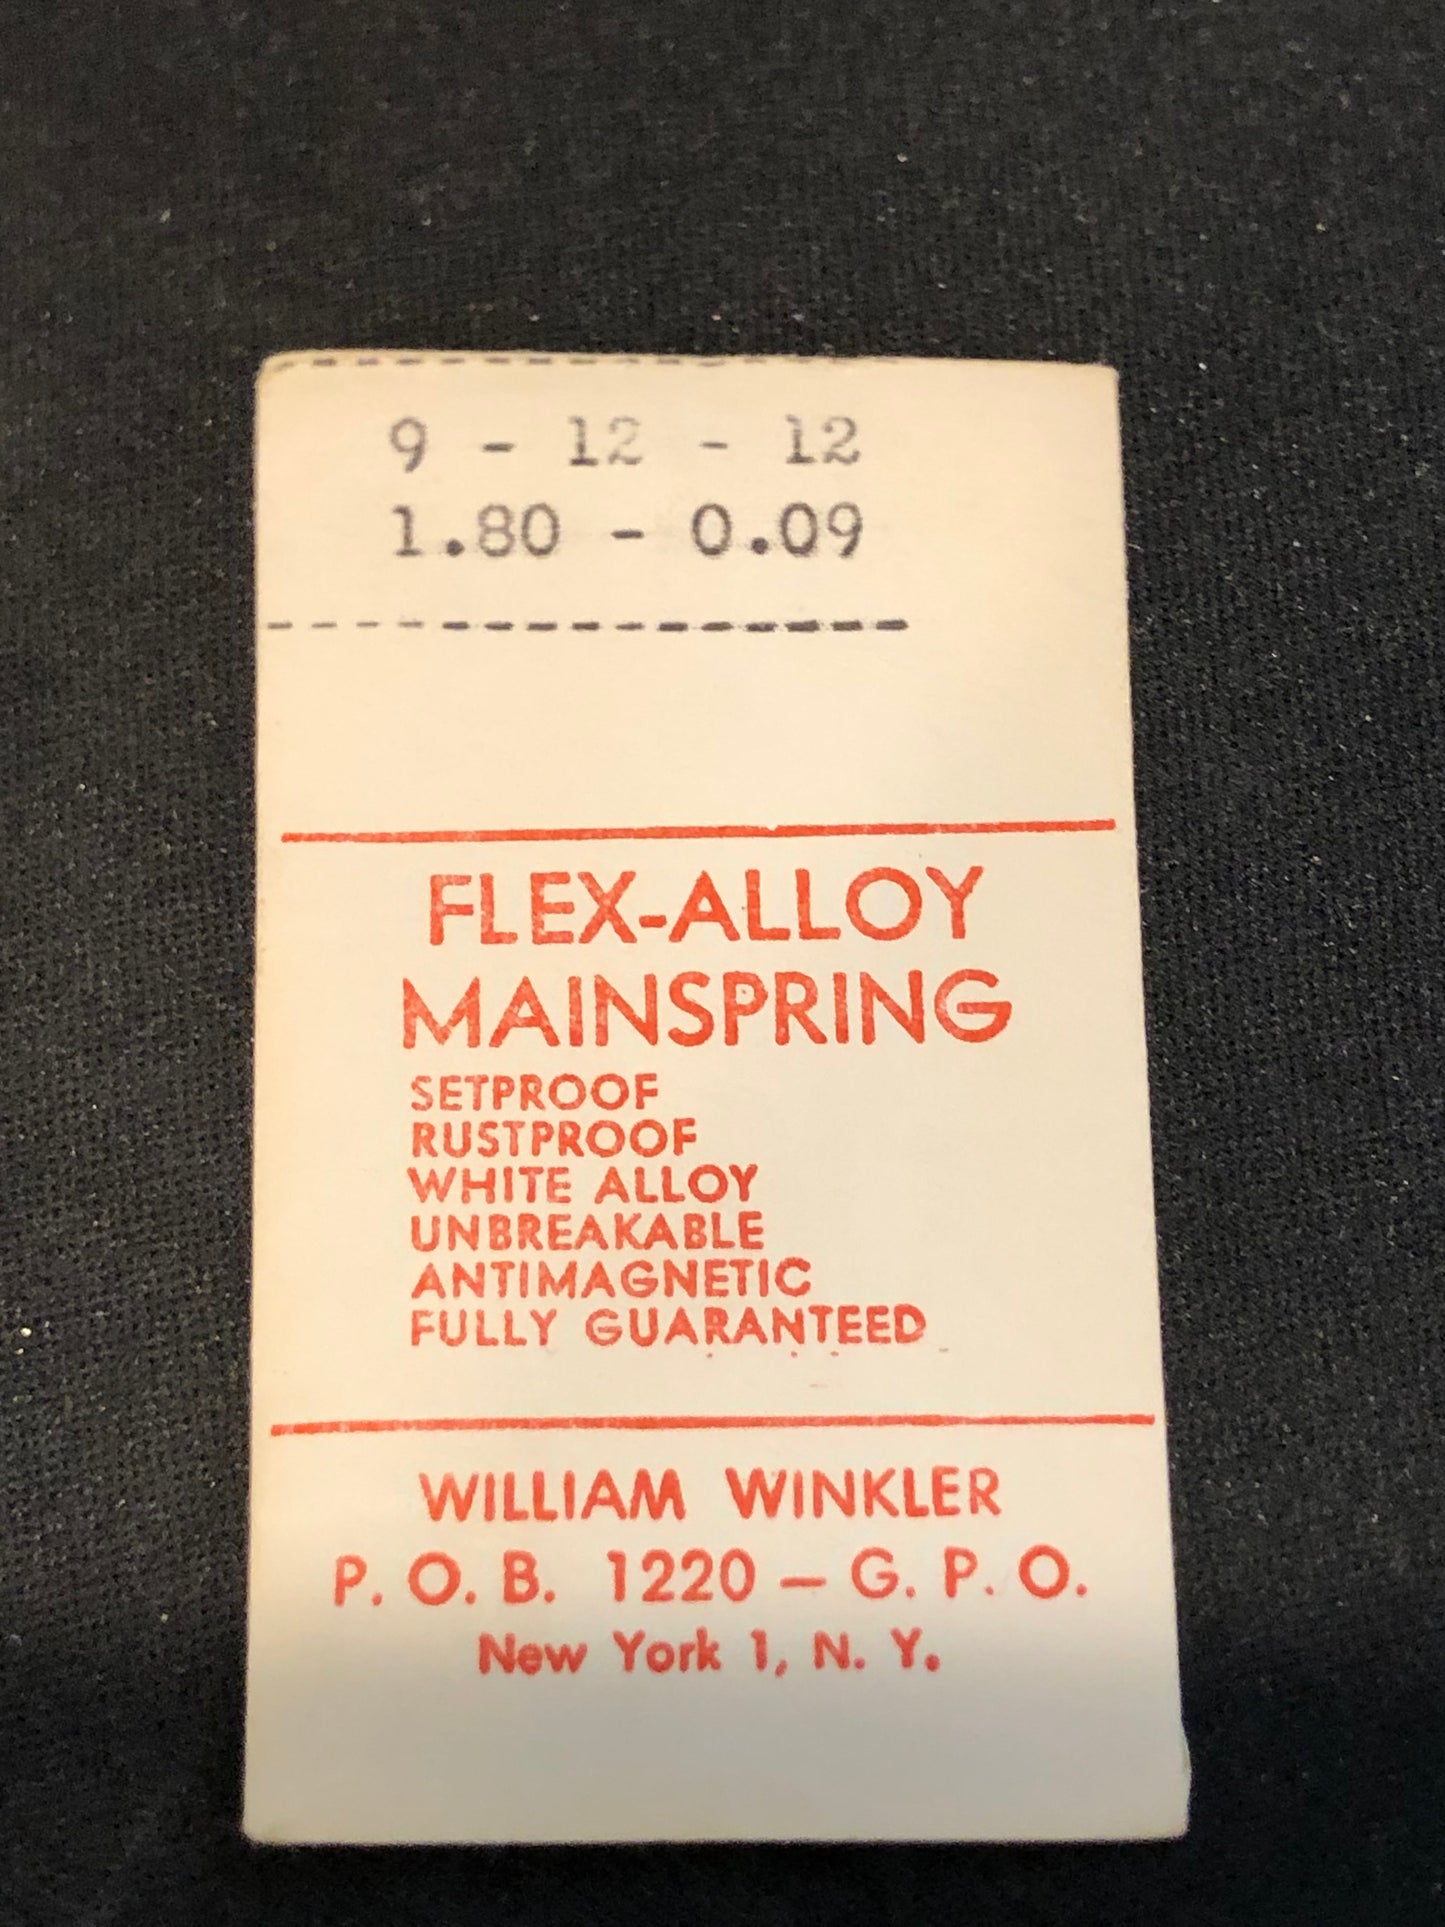 9 - 12 - 12
1.80 - 0.09
FLEX-ALLOY
MAINSPRING
SETPROOF
RUSTPROOF
WHITE ALLOY
UNBREAKABLE
ANTIMAGNETIC
FULLY GUARANTEED
WILLIAM WINKLER
P. O. B. 1220 — G. P. O.
New York 1, N. Y.